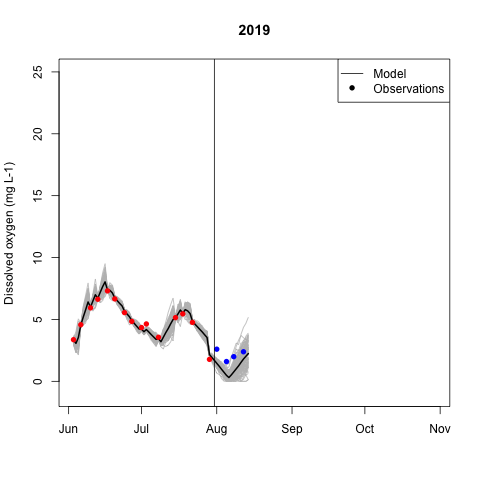 2019
Model
Observations
Dissolved oxygen (mg L-1)
25
20
15
10
5
0
Jun Jul Aug Sep Oct Nov